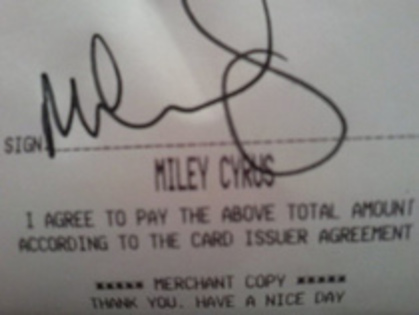 SIGN
MILEY CYRUS
I AGREE TO PAY THE ABOVE TOTAL AMOUNT
ACCORDING TO THE CARD ISSUER AGREEMENT
***** MERCHANT COPY *****
THANK YOU. HAVE A NICE DAY